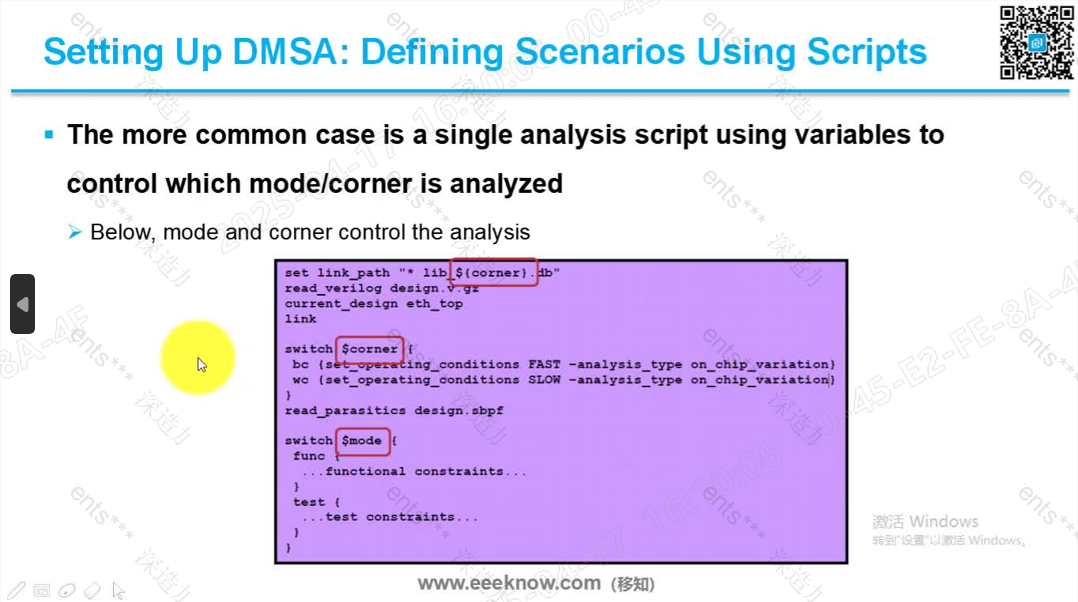 Setting Up DMSA: Defining Scenarios Using Scripts
The more common case is a single analysis script using variables to
control which mode/corner is analyzed
Below, mode and corner control the analysis
set link_path "* lib_${corner}.db"
read_verilog design.v.gz
current_design eth_top
link
switch $corner {
bc {set_operating_conditions FAST -analysis_type on_chip_variation}
wc {set_operating_conditions SLOW -analysis_type on_chip_variation}
}
read_parasitics design.sbpf
switch $mode {
func {
...functional constraints...
}
test {
...test constraints...
}
}
激活 Windows
转到"设置"以激活 Windows。
www.eeeknow.com (移知)